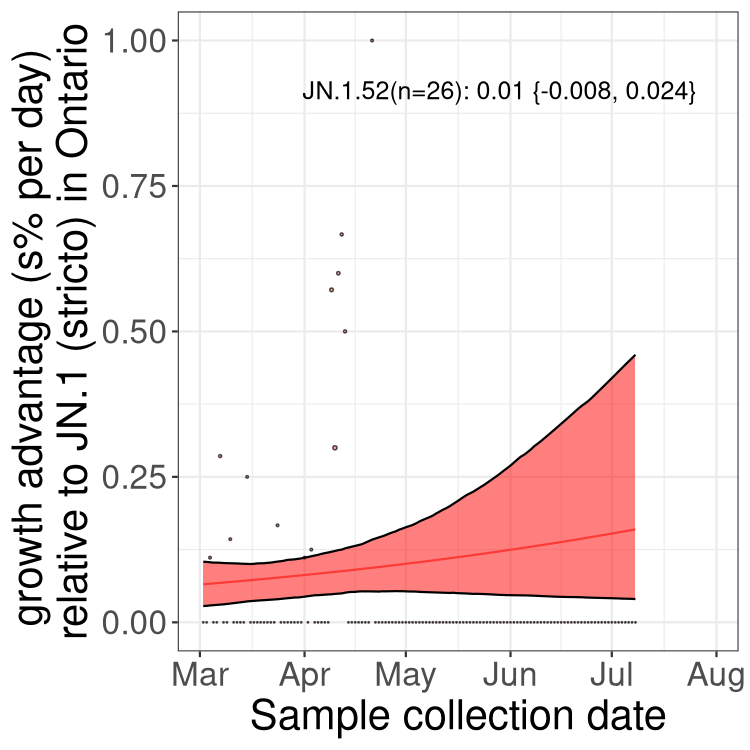 growth advantage (s% per day)
relative to JN.1 (stricto) in Ontario
1.00
0.75
0.50
0.25
0.00
JN.1.52(n=26): 0.01 {-0.008, 0.024}
Mar Apr May Jun Jul Aug
Sample collection date